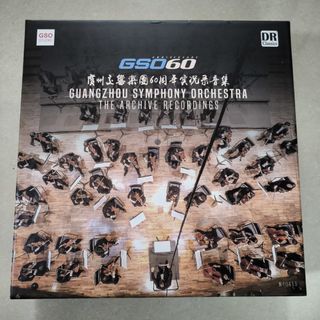 GSO
DR
Classics
GSO60
廣州交響樂團60周年實況錄音集
GUANGZHOU SYMPHONY ORCHESTRA
THE ARCHIVE RECORDINGS